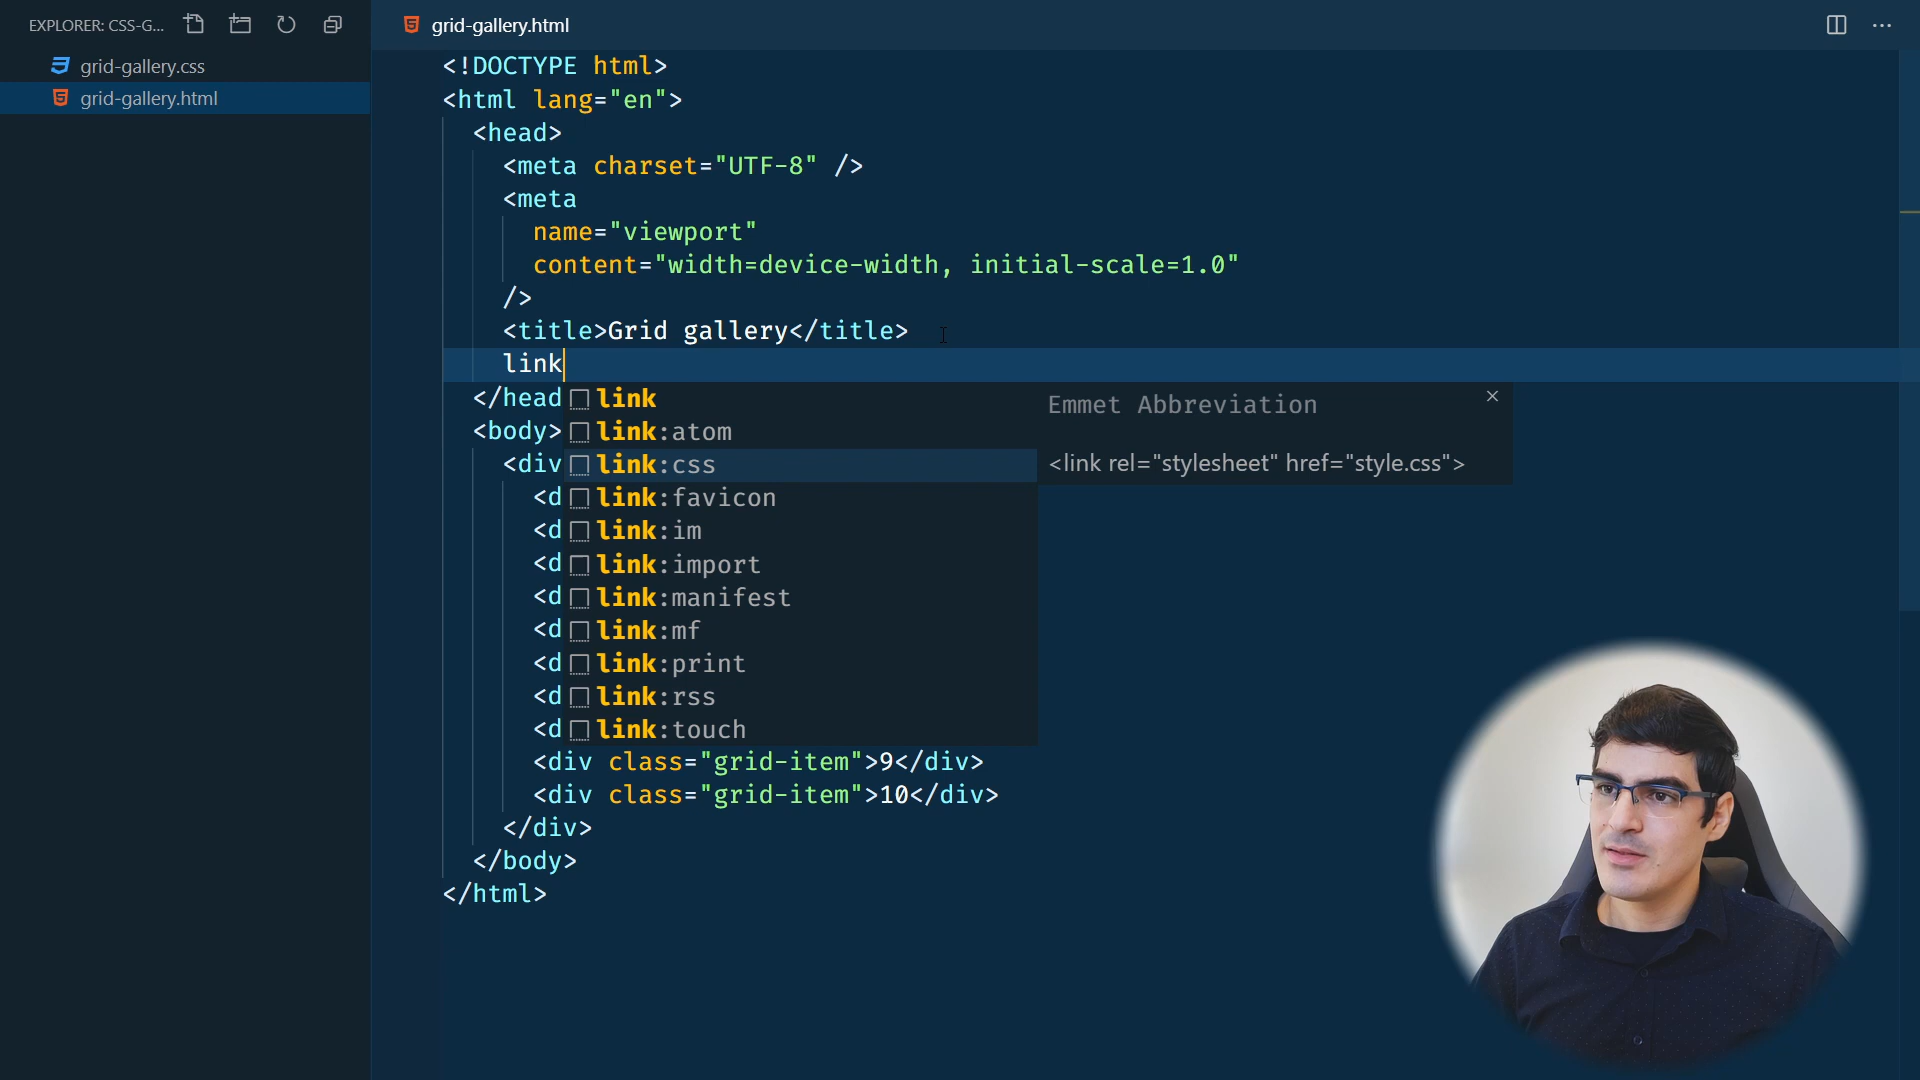 EXPLORER: CSS-G...
grid-gallery.css
grid-gallery.html
grid-gallery.html
<!DOCTYPE html>
<html lang="en">
<head>
<meta charset="UTF-8" />
<meta
name="viewport"
content="width=device-width, initial-scale=1.0"
/>
<title>Grid gallery</title>
link
</head link
<body> link:atom
<div link:css
<d link:favicon
<d link:im
<d link:import
<d link:manifest
<d link:mf
<d link:print
<d link:rss
<d link:touch
Emmet Abbreviation
<link rel="stylesheet" href="style.css">
<div class="grid-item">9</div>
<div class="grid-item">10</div>
</div>
</body>
</html>